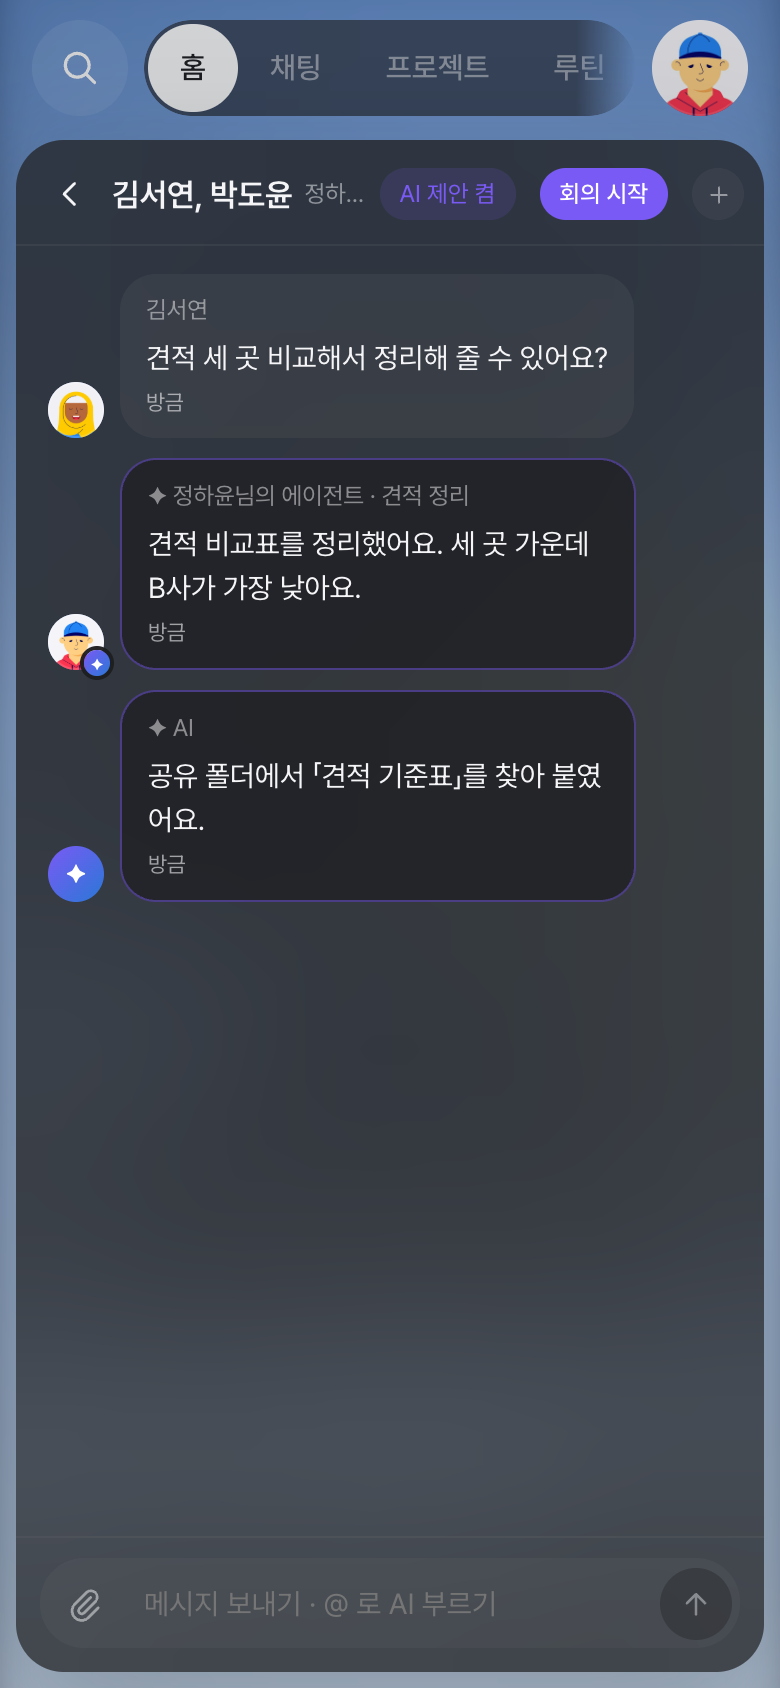 홈 채팅 프로젝트 루틴
김서연, 박도윤 정하... AI 제안 켬 회의 시작
김서연
견적 세 곳 비교해서 정리해 줄 수 있어요?
방금
정하윤님의 에이전트 · 견적 정리
견적 비교표를 정리했어요. 세 곳 가운데
B사가 가장 낮아요.
방금
AI
공유 폴더에서 「견적 기준표」를 찾아 붙였
어요.
방금
메시지 보내기 · @ 로 AI 부르기